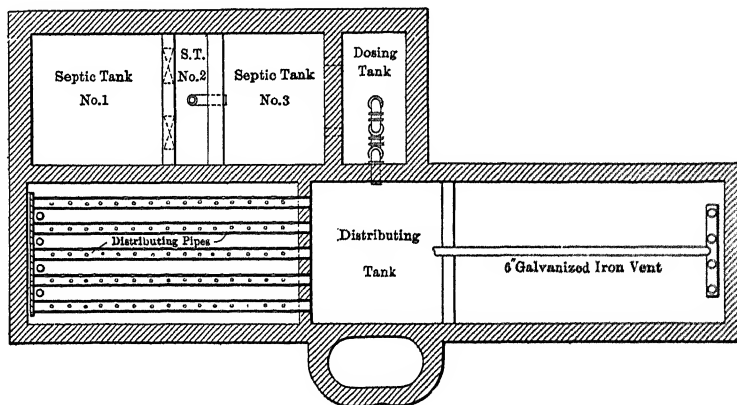 Septic Tank
No.1
S.T.
No.2
Septic Tank
No.3
Dosing
Tank
Distributing Pipes
Distributing
Tank
6" Galvanized Iron Vent